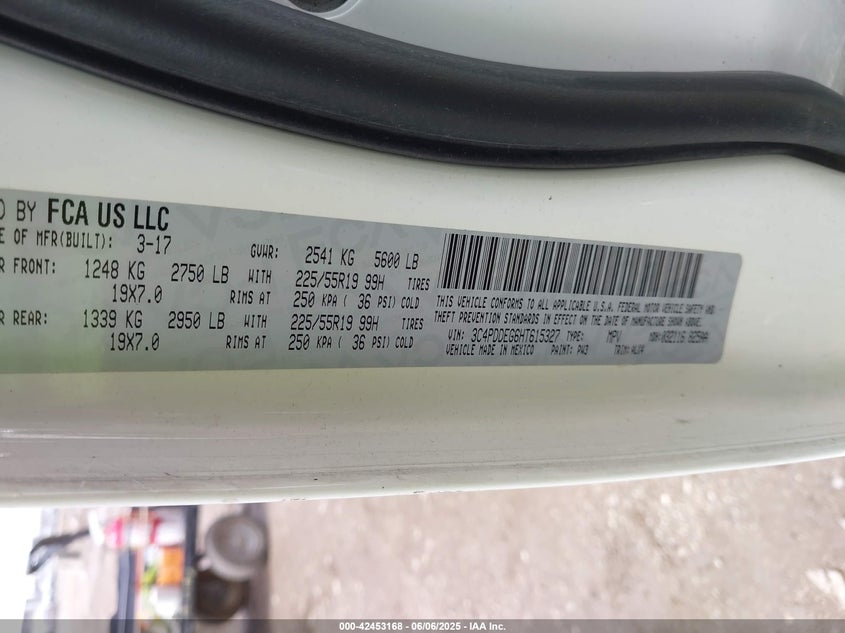 BY FCA US LLC
E OF MFR(BUILT): 3-17 GVWR: 2541 KG 5600 LB
R FRONT: 1248 KG 2750 LB WITH 225/55R19 99H TIRES
19X7.0 RIMS AT 250 KPA ( 36 PSI) COLD
R REAR: 1339 KG 2950 LB WITH 225/55R19 99H TIRES
19X7.0 RIMS AT 250 KPA ( 36 PSI) COLD
THIS VEHICLE CONFORMS TO ALL APPLICABLE U.S.A. FEDERAL MOTOR VEHICLE SAFETY AND
THEFT PREVENTION STANDARDS IN EFFECT ON THE DATE OF MANUFACTURE SHOWN ABOVE.
VIN: 3C4PDDEG6HT615327 TYPE: MPV MDH:
VEHICLE MADE IN MEXICO PAINT: PW3 TRIM:
000-42453168 - 06/06/2025 - IAA Inc.